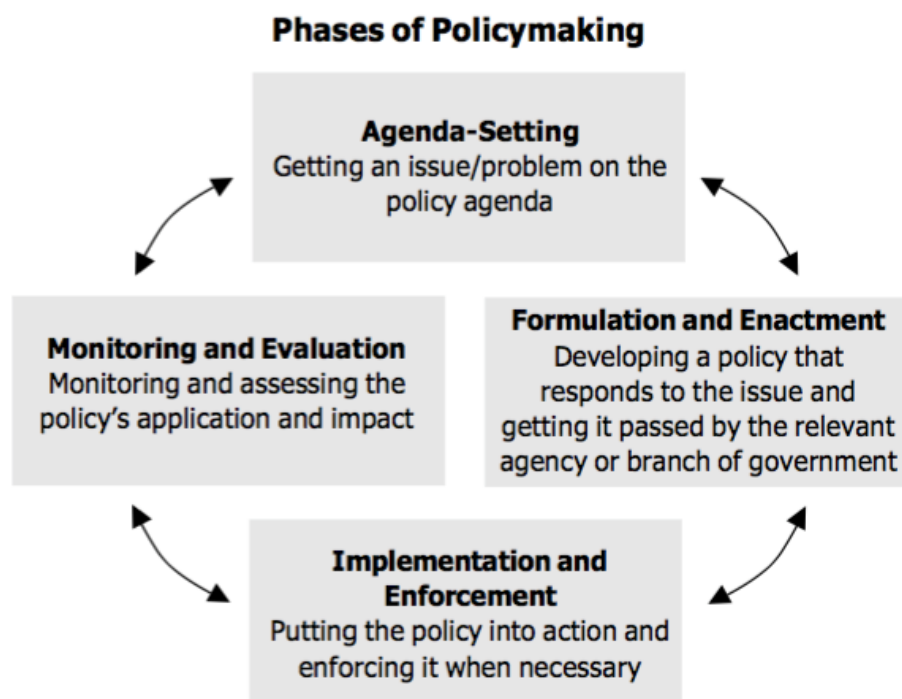 Phases of Policymaking
Agenda-Setting
Getting an issue/problem on the
policy agenda
Monitoring and Evaluation
Monitoring and assessing the
policy's application and impact
Formulation and Enactment
Developing a policy that
responds to the issue and
getting it passed by the relevant
agency or branch of government
Implementation and
Enforcement
Putting the policy into action and
enforcing it when necessary